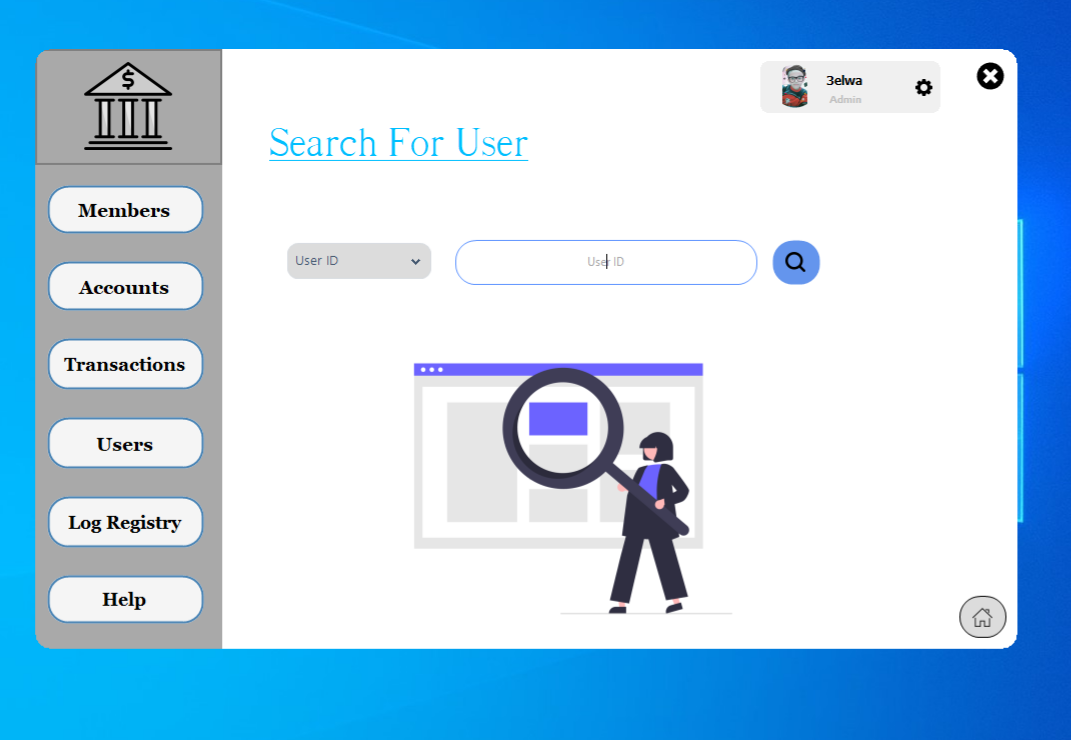 $
3elwa
Admin
Search For User
Members
Accounts
Transactions
Users
Log Registry
Help
User ID
User ID